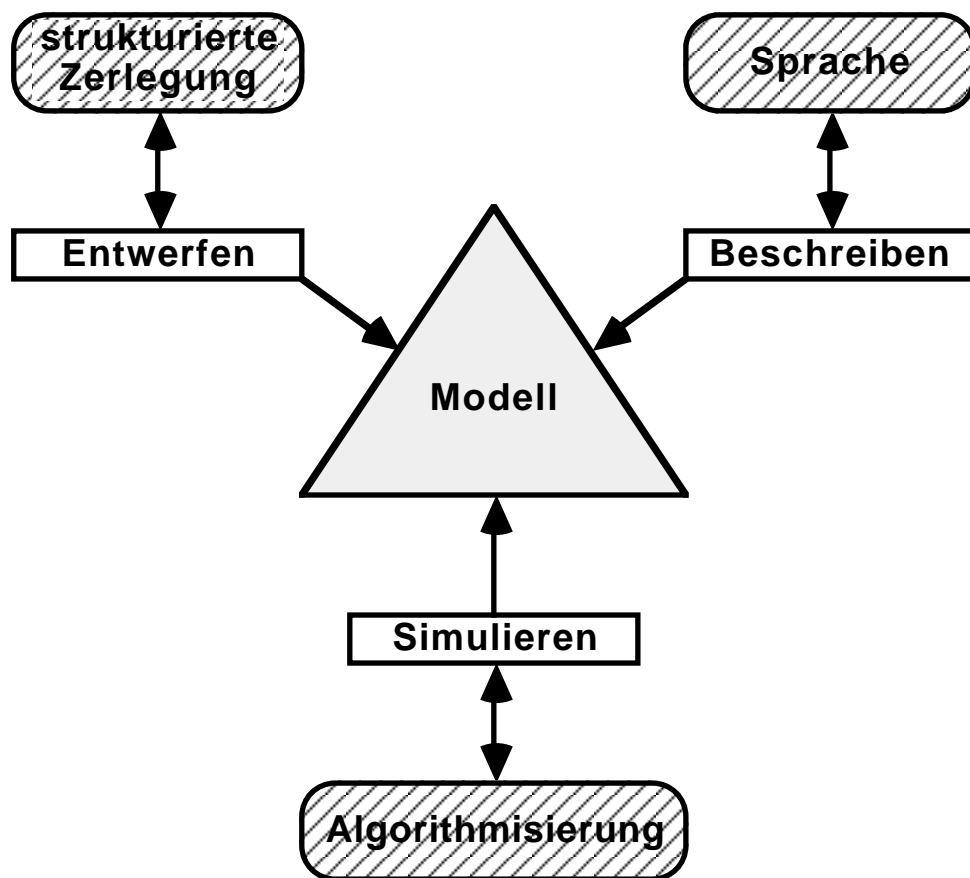 strukturierte
Zerlegung
Sprache
Entwerfen
Beschreiben
Modell
Simulieren
Algorithmisierung